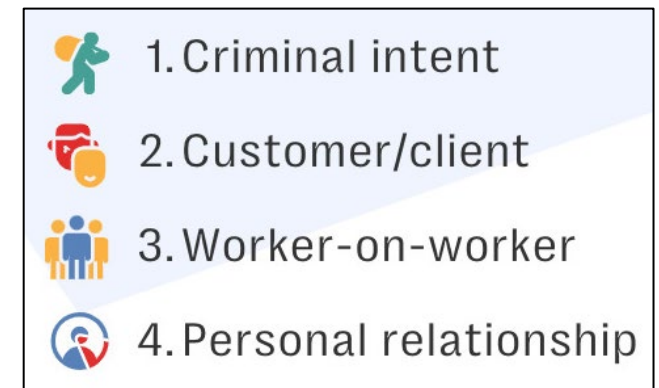 1. Criminal intent
2. Customer/client
3. Worker-on-worker
4. Personal relationship